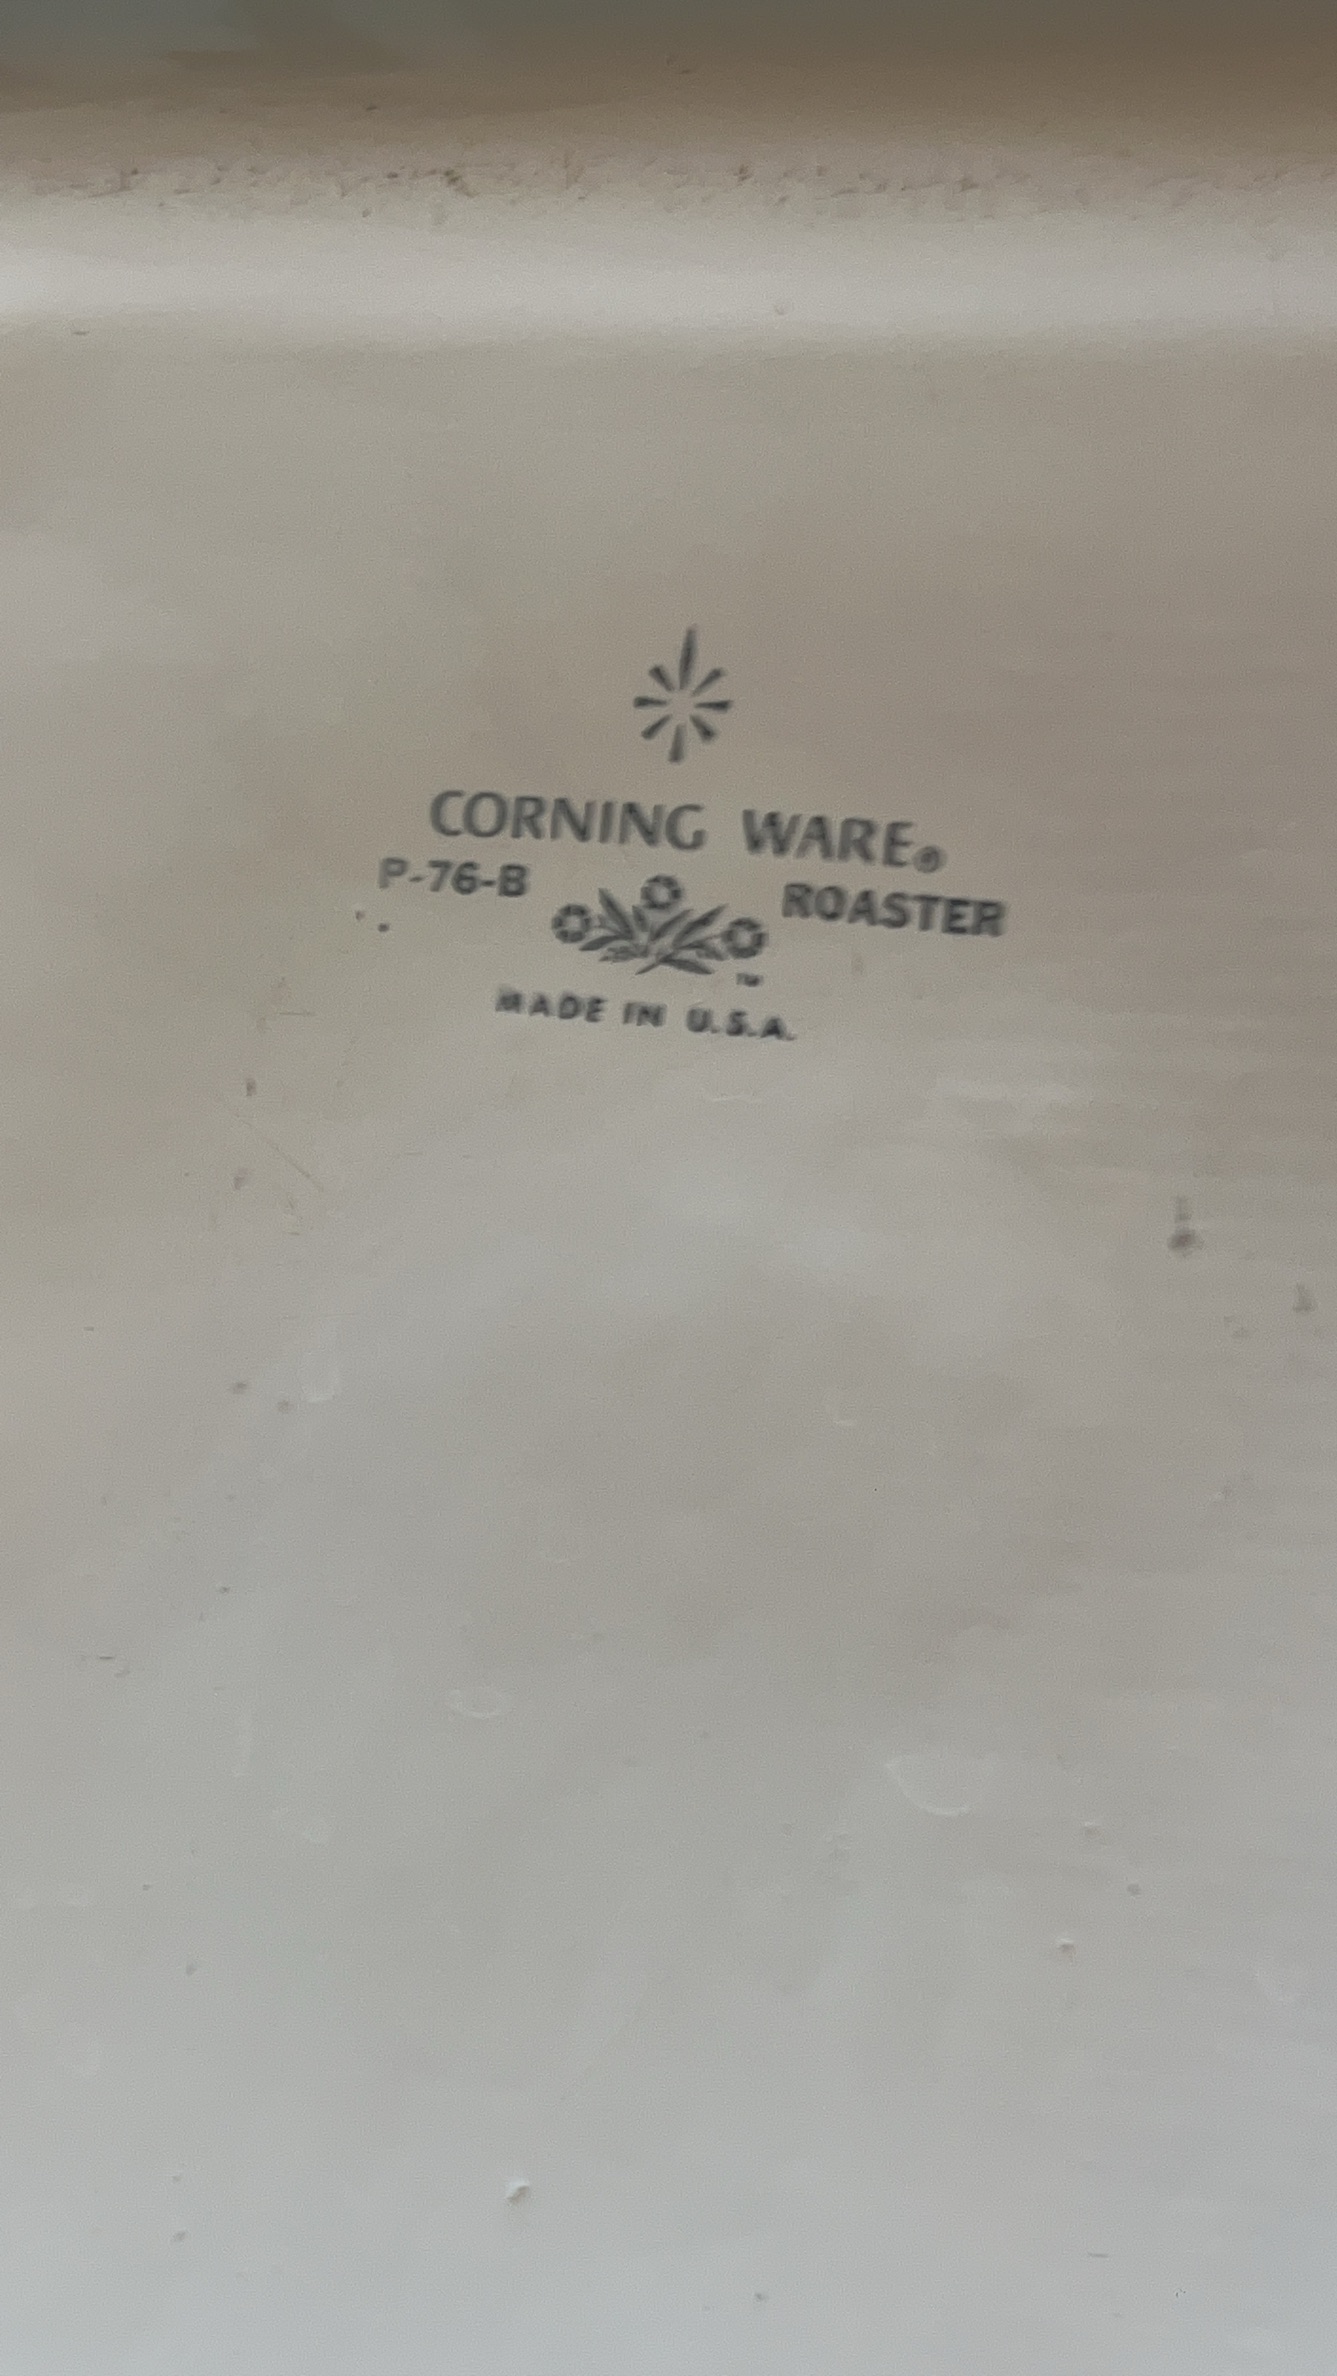 CORNING WARE®
P-76-B ROASTER
TM
MADE IN U.S.A.